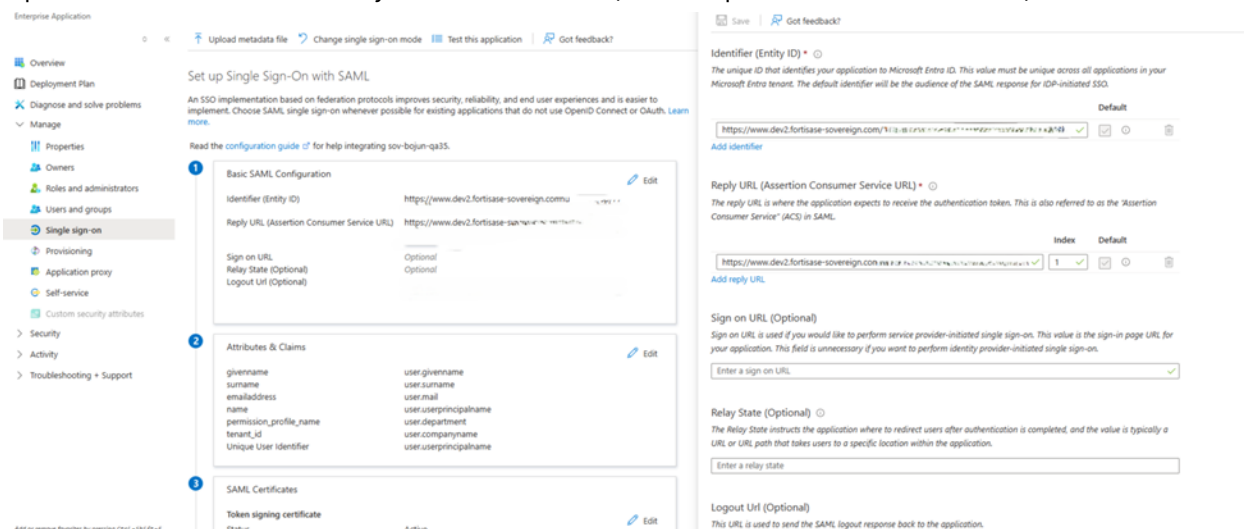 Enterprise Application
Upload metadata file
Change single sign-on mode
Test this application
Got feedback?
Overview
Deployment Plan
Diagnose and solve problems
Manage
Properties
Owners
Roles and administrators
Users and groups
Single sign-on
Provisioning
Application proxy
Self-service
Custom security attributes
Security
Activity
Troubleshooting + Support
Set up Single Sign-On with SAML
An SSO implementation based on federation protocols improves security, reliability, and end user experiences and is easier to
implement. Choose SAML single sign-on whenever possible for existing applications that do not use OpenID Connect or OAuth. Learn
more.
Read the configuration guide for help integrating sov-bojun-qa35.
1
Basic SAML Configuration
Edit
Identifier (Entity ID) https://www.dev2.fortisase-sovereign.com
Reply URL (Assertion Consumer Service URL) https://www.dev2.fortisase-
Sign on URL Optional
Relay State (Optional) Optional
Logout Url (Optional)
2
Attributes & Claims
Edit
givenname user.givenname
surname user.surname
emailaddress user.mail
name user.userprincipalname
permission_profile_name user.department
tenant_id user.companyname
Unique User Identifier user.userprincipalname
3
SAML Certificates
Token signing certificate
Edit
Status Active
Save
Got feedback?
Identifier (Entity ID) *
The unique ID that identifies your application to Microsoft Entra ID. This value must be unique across all applications in your
Microsoft Entra tenant. The default identifier will be the audience of the SAML response for IDP-initiated
SSO.
Default
https://www.dev2.fortisase-sovereign.com/
Add identifier
Reply URL (Assertion Consumer Service URL) *
The reply URL is where the application expects to receive the authentication token. This is also referred to as the "Assertion
Consumer Service" (ACS) in SAML.
Index Default
https://www.dev2.fortisase-sovereign.com 1
Add reply URL
Sign on URL (Optional)
Sign on URL is used if you would like to perform service provider-initiated single sign-on. This value is the sign-in page URL for
your application. This field is unnecessary if you want to perform identity provider-initiated single sign-on.
Enter a sign on URL
Relay State (Optional)
The Relay State instructs the application where to redirect users after authentication is completed, and the value is typically a
URL or URL path that takes users to a specific location within the application.
Enter a relay state
Logout Url (Optional)
This URL is used to send the SAML logout response back to the application.